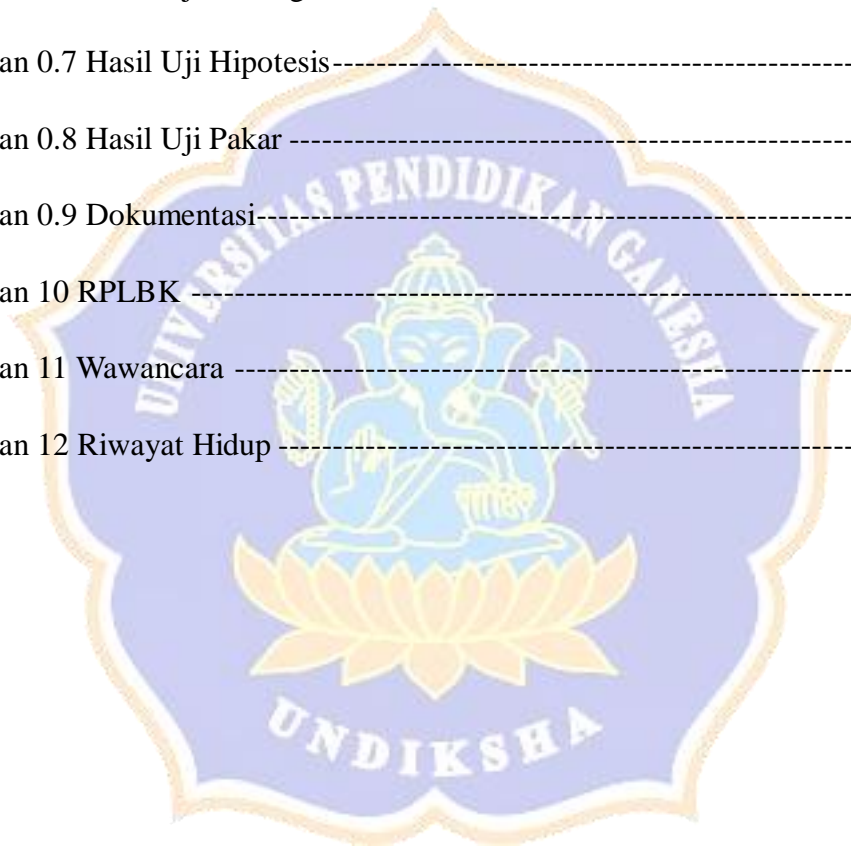 an 0.7 Hasil Uji Hipotesis-----------------------------------------------
an 0.8 Hasil Uji Pakar ---------------------------------------------------
an 0.9 Dokumentasi------------------------------------------------------
an 10 RPLBK -----------------------------------------------------------
an 11 Wawancara -------------------------------------------------------
an 12 Riwayat Hidup ----------------------------------------------------
UNIVERSITAS PENDIDIKAN GANESHA
UNDIKSHA